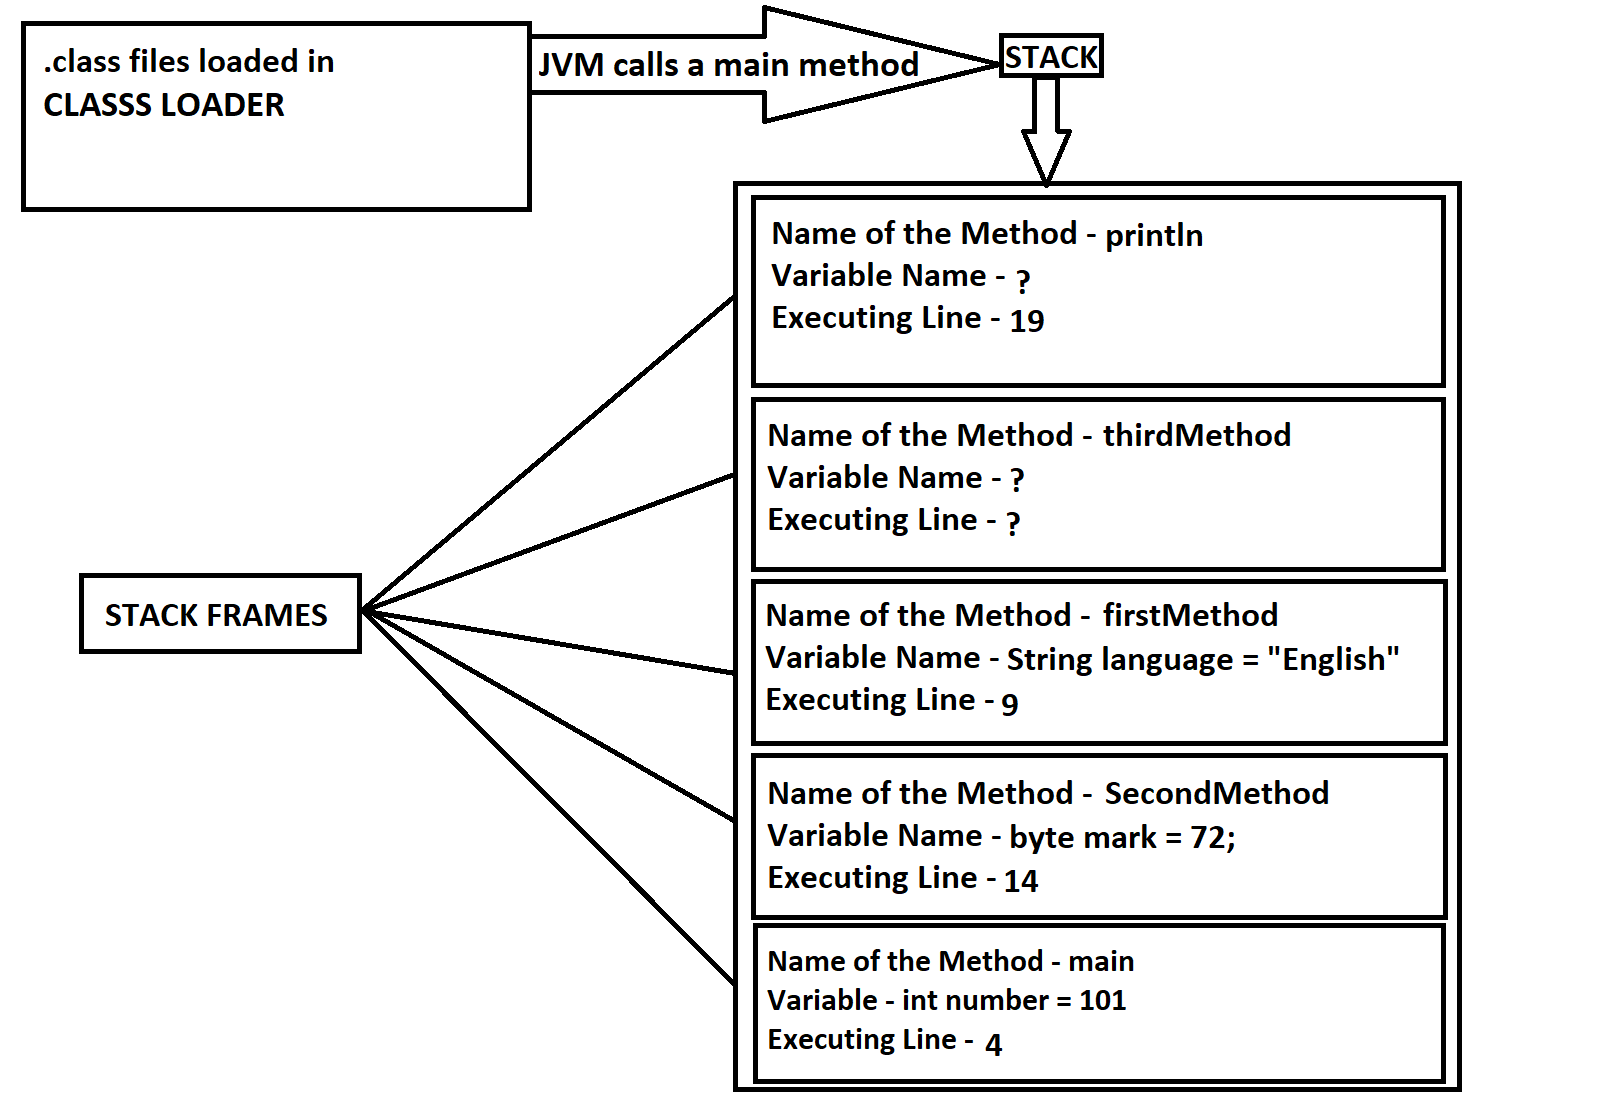 .class files loaded in
CLASSS LOADER
JVM calls a main method
STACK
Name of the Method - println
Variable Name - ?
Executing Line - 19
Name of the Method - thirdMethod
Variable Name - ?
Executing Line - ?
STACK FRAMES
Name of the Method - firstMethod
Variable Name - String language = "English"
Executing Line - 9
Name of the Method - SecondMethod
Variable Name - byte mark = 72;
Executing Line - 14
Name of the Method - main
Variable - int number = 101
Executing Line - 4